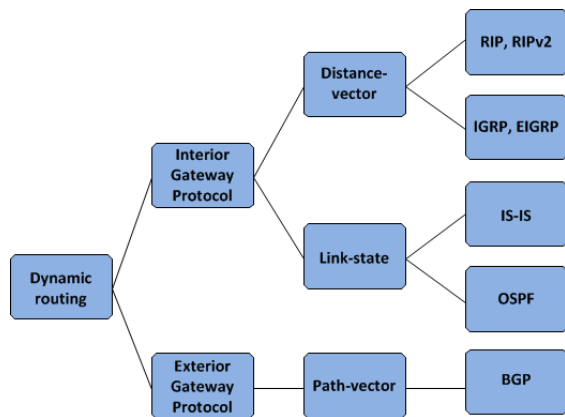 RIP, RIPv2
Distance-
vector
IGRP, EIGRP
Interior
Gateway
Protocol
IS-IS
Link-state
Dynamic
routing
OSPF
Exterior
Gateway
Protocol
Path-vector
BGP